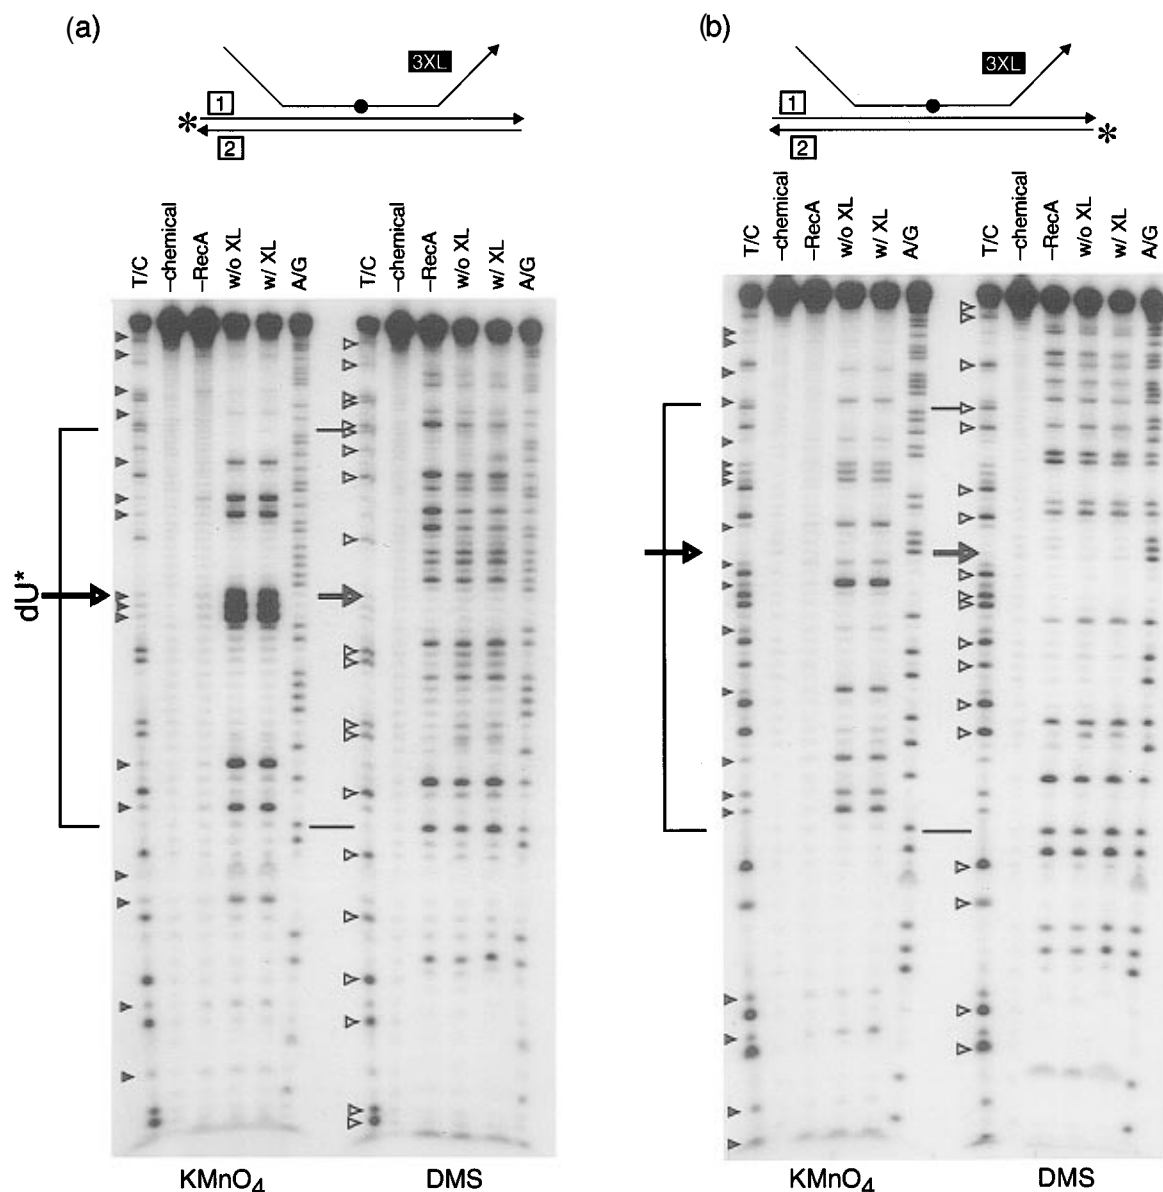 (a)
3XL
1
*
2
T/C
–chemical
–RecA
w/o XL
w/ XL
A/G
T/C
–chemical
–RecA
w/o XL
w/ XL
A/G
dU*
KMnO4
DMS
(b)
3XL
1
2
*
T/C
–chemical
–RecA
w/o XL
w/ XL
A/G
T/C
–chemical
–RecA
w/o XL
w/ XL
A/G
KMnO4
DMS